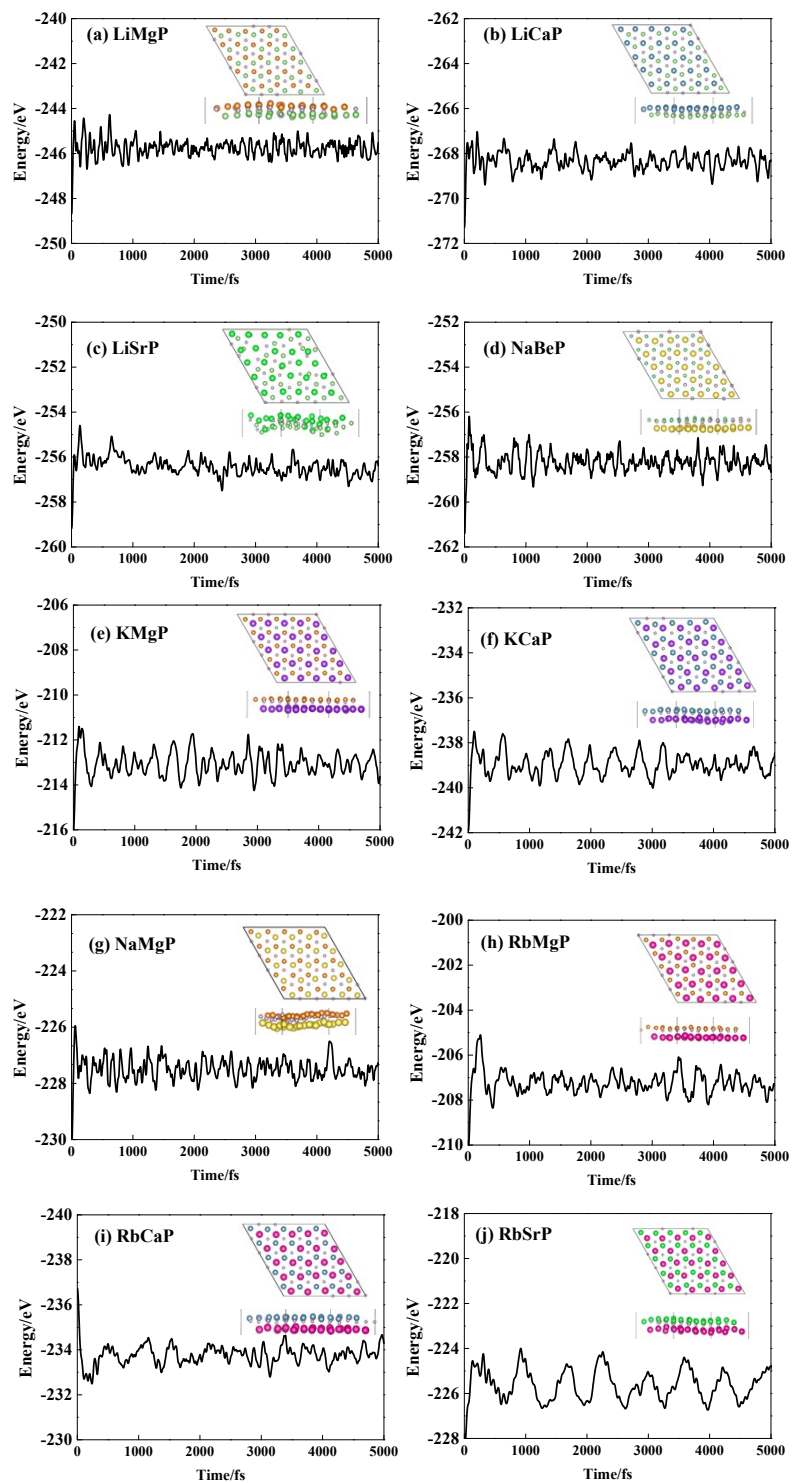 -240
-242
-244
-246
-248
-250
Energy/eV
(a) LiMgP
0 1000 2000 3000 4000 5000
Time/fs
-262
-264
-266
-268
-270
-272
Energy/eV
(b) LiCaP
0 1000 2000 3000 4000 5000
Time/fs
-250
-250
-254
-256
-258
-260
Energy/eV
(c) LiSrP
0 1000 2000 3000 4000 5000
Time/fs
-252
-254
-256
-258
-260
-262
Energy/eV
(d) NaBeP
0 1000 2000 3000 4000 5000
Time/fs
-206
-208
-210
-212
-213
-216
Energy/eV
(e) KMgP
0 1000 2000 3000 4000 5000
Time/fs
-232
-233
-236
-238
-240
-242
Energy/eV
(f) KCaP
0 1000 2000 3000 4000 5000
Time/fs
-222
-224
-226
-228
-230
Energy/eV
(g) NaMgP
0 1000 2000 3000 4000 5000
Time/fs
-200
-202
-204
-206
-208
-210
Energy/eV
(h) RbMgP
0 1000 2000 3000 4000 5000
Time/fs
-240
-238
-236
-234
-233
-230
Energy/eV
(i) RbCaP
0 1000 2000 3000 4000 5000
Time/fs
-218
-220
-223
-224
-226
-228
Energy/eV
(j) RbSrP
0 1000 2000 3000 4000 5000
Time/fs